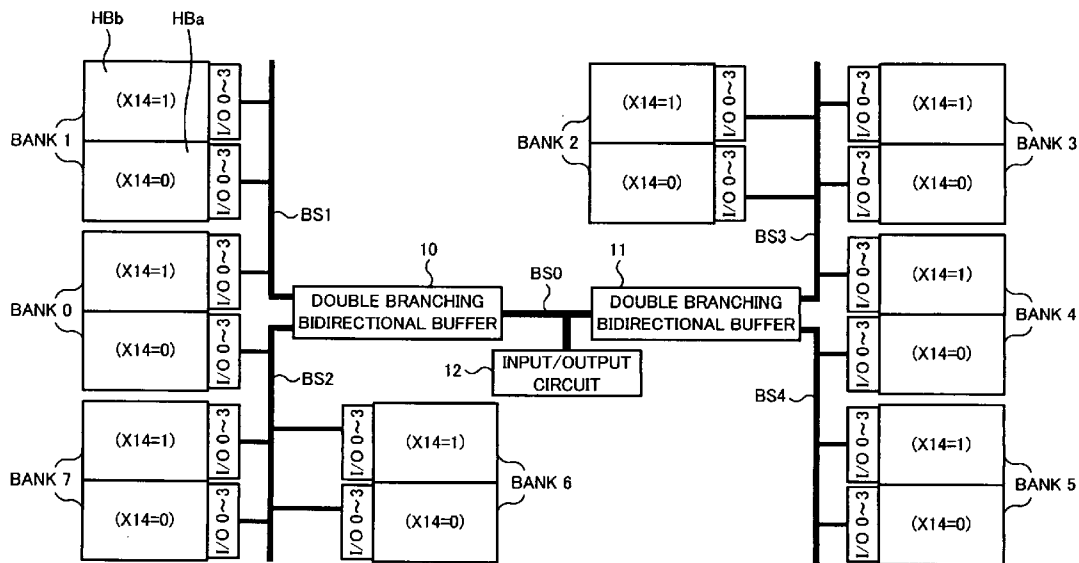 HBb
HBa
BANK 1
(X14=1)
I/O 0~3
(X14=0)
I/O 0~3
BS1
BANK 0
(X14=1)
I/O 0~3
(X14=0)
I/O 0~3
BS2
BANK 7
(X14=1)
I/O 0~3
(X14=0)
I/O 0~3
I/O 0~3
(X14=1)
I/O 0~3
(X14=0)
BANK 6
10
DOUBLE BRANCHING
BIDIRECTIONAL BUFFER
BS0
11
DOUBLE BRANCHING
BIDIRECTIONAL BUFFER
12
INPUT/OUTPUT
CIRCUIT
BANK 2
(X14=1)
I/O 0~3
(X14=0)
I/O 0~3
BS3
I/O 0~3
(X14=1)
I/O 0~3
(X14=0)
BANK 3
I/O 0~3
(X14=1)
I/O 0~3
(X14=0)
BANK 4
BS4
I/O 0~3
(X14=1)
I/O 0~3
(X14=0)
BANK 5